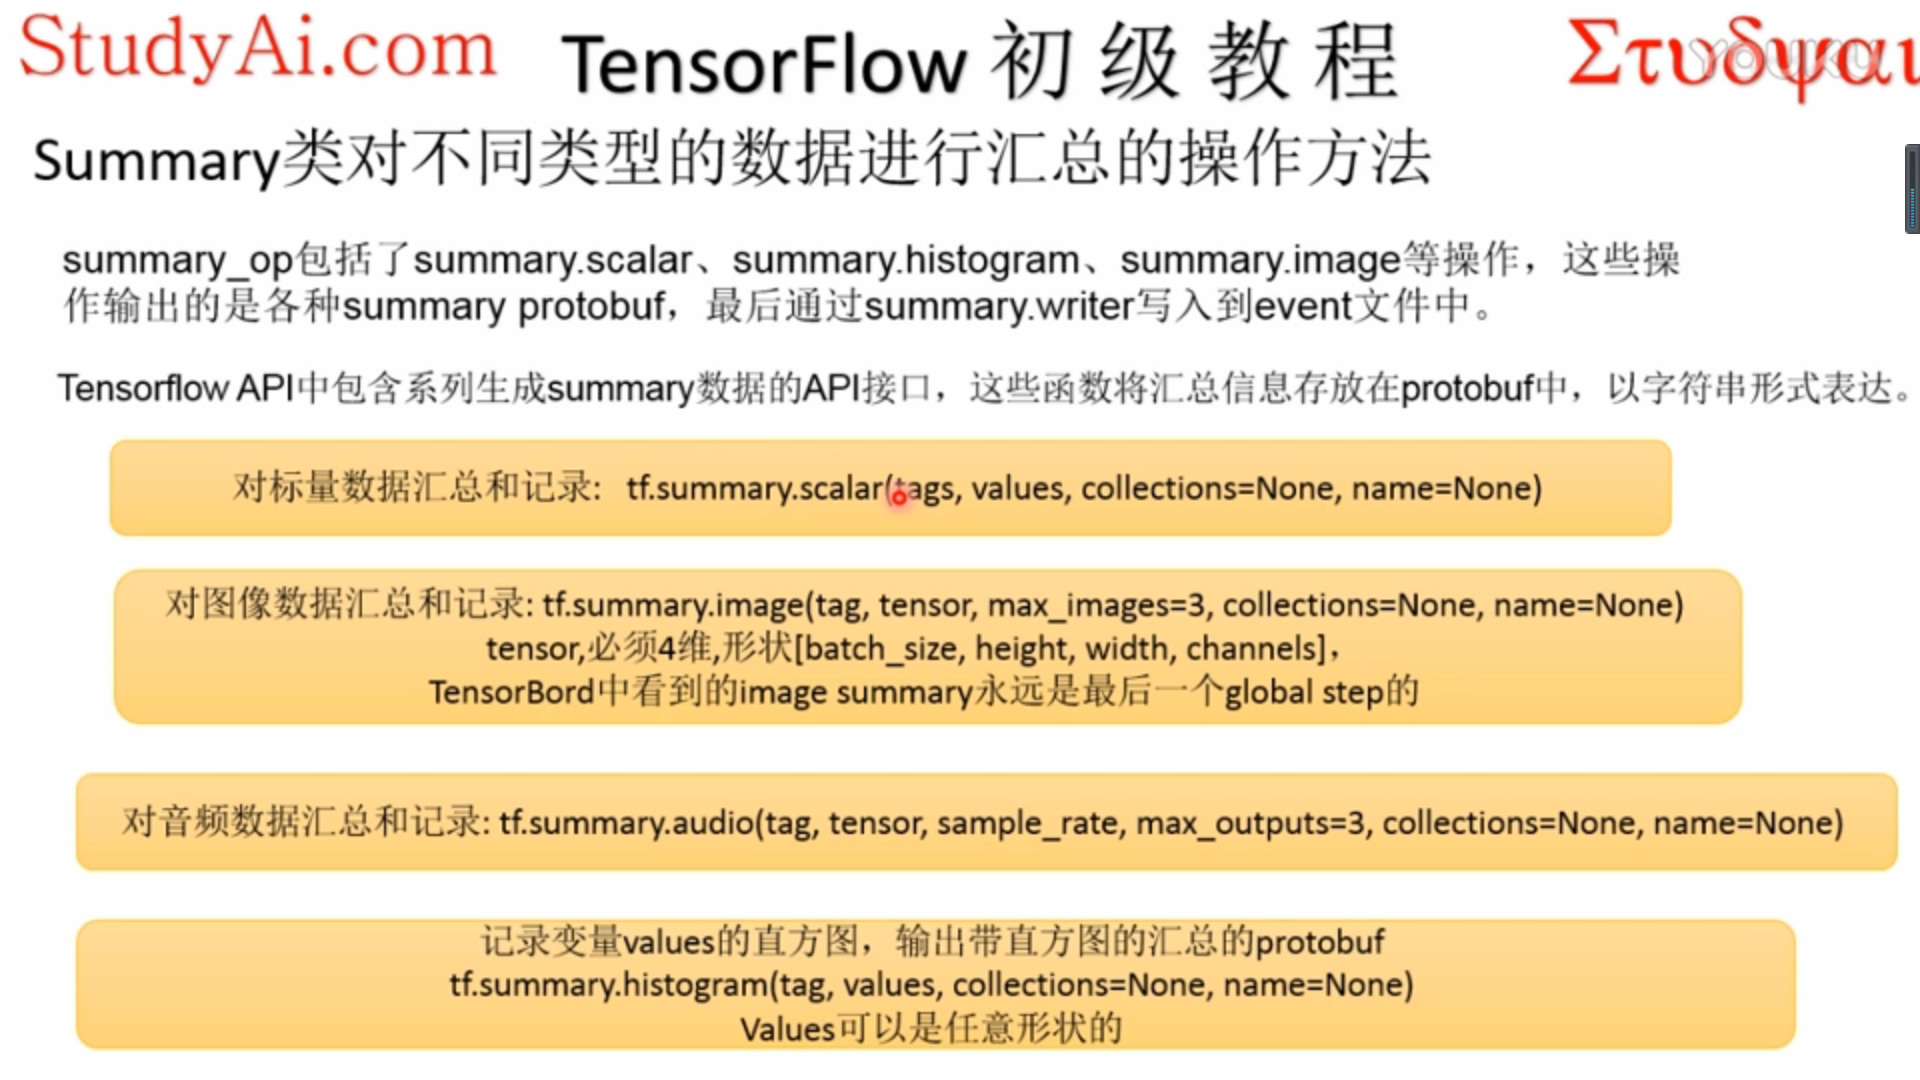 StudyAi.com
TensorFlow 初 级 教 程
Στυδψαι
YOUKU
Summary类对不同类型的数据进行汇总的操作方法
summary_op包括了summary.scalar、summary.histogram、summary.image等操作，这些操
作输出的是各种summary protobuf，最后通过summary.writer写入到event文件中。
Tensorflow API中包含系列生成summary数据的API接口，这些函数将汇总信息存放在protobuf中，以字符串形式表达。
对标量数据汇总和记录： tf.summary.scalar(tags, values, collections=None, name=None)
对图像数据汇总和记录: tf.summary.image(tag, tensor, max_images=3, collections=None, name=None)
tensor,必须4维,形状[batch_size, height, width, channels]，
TensorBord中看到的image summary永远是最后一个global step的
对音频数据汇总和记录: tf.summary.audio(tag, tensor, sample_rate, max_outputs=3, collections=None, name=None)
记录变量values的直方图，输出带直方图的汇总的protobuf
tf.summary.histogram(tag, values, collections=None, name=None)
Values可以是任意形状的